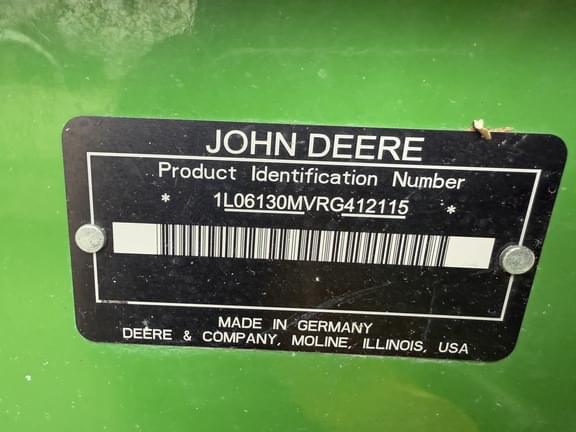 JOHN DEERE
Product Identification Number
* 1L06130MVRG412115 *
MADE IN GERMANY
DEERE & COMPANY, MOLINE, ILLINOIS, USA